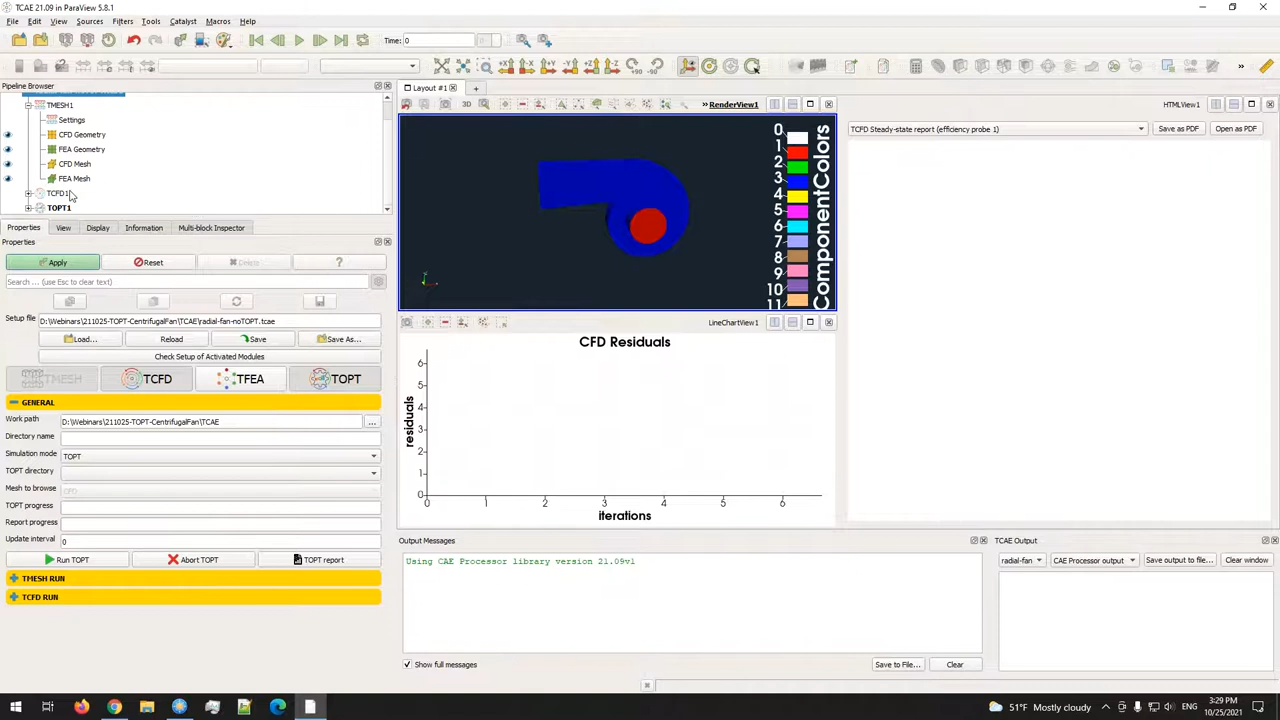 TCAE 21.09 in ParaView 5.8.1
File Edit View Sources Filters Tools Catalyst Macros Help
Time: 0 0
+X -X +Y -Y +Z -Z +90 -90
Pipeline Browser
TMESH1
Settings
CFD Geometry
FEA Geometry
CFD Mesh
FEA Mesh
TCFD1
TOPT1
Properties View Display Information Multi-block Inspector
Properties
Apply Reset Delete ?
Search ... (use Esc to clear text)
Setup file D:\Webinars\211025-TOPT-CentrifugalFan\TCAE\radial-fan-noTOPT.tcae
Load... Reload Save Save As...
Check Setup of Activated Modules
TMESH TCFD TFEA TOPT
GENERAL
Work path D:\Webinars\211025-TOPT-CentrifugalFan\TCAE ...
Directory name
Simulation mode TOPT
TOPT directory
Mesh to browse CFD
TOPT progress
Report progress
Update interval 0
Run TOPT Abort TOPT TOPT report
TMESH RUN
TCFD RUN
Layout #1 +
3D RenderView1
0
1
2
3
4
5
6
7
8
9
10
11
ComponentColors
LineChartView1
CFD Residuals
residuals
6
5
4
3
2
1
0
0 1 2 3 4 5 6
iterations
HTMLView1
TCFD Steady-state report (efficiency probe 1) Save as PDF Open as PDF
Output Messages
Using CAE Processor library version 21.09v1
Show full messages Save to File... Clear
TCAE Output
radial-fan CAE Processor output Save output to file... Clear window
51°F Mostly cloudy
3:29 PM
10/25/2021